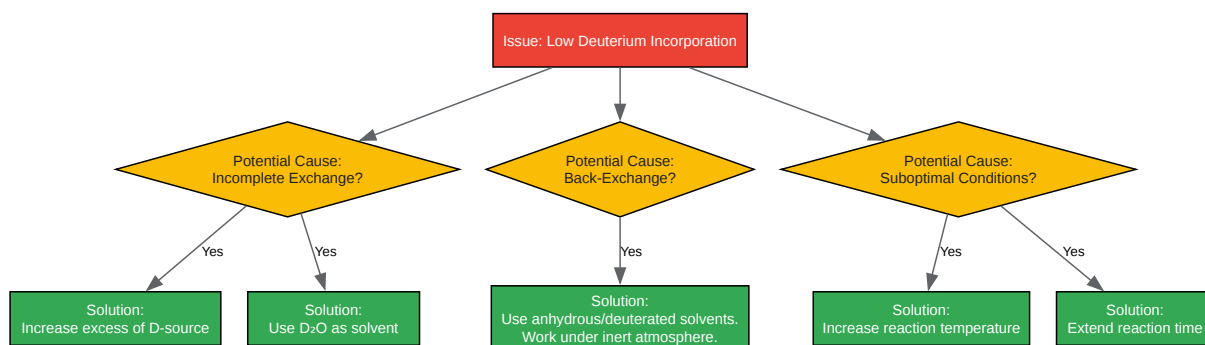 Issue: Low Deuterium Incorporation
Potential Cause:
Incomplete Exchange?
Potential Cause:
Back-Exchange?
Potential Cause:
Suboptimal Conditions?
Yes
Yes
Yes
Yes
Yes
Solution:
Increase excess of D-source
Solution:
Use D₂O as solvent
Solution:
Use anhydrous/deuterated solvents.
Work under inert atmosphere.
Solution:
Increase reaction temperature
Solution:
Extend reaction time